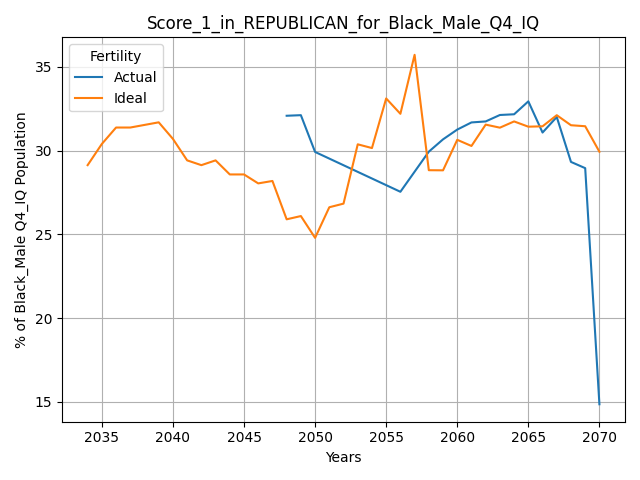 Score_1_in_REPUBLICAN_for_Black_Male_Q4_IQ
Fertility
Actual
Ideal
% of Black_Male Q4_IQ Population
35
30
25
20
15
2035
2040
2045
2050
2055
2060
2065
2070
Years